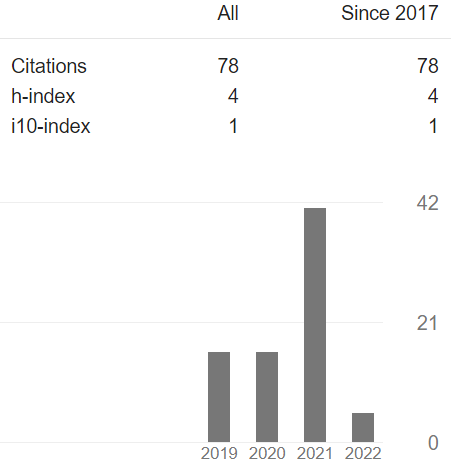 All Since 2017
Citations 78 78
h-index 4 4
i10-index 1 1
42
21
0
2019 2020 2021 2022